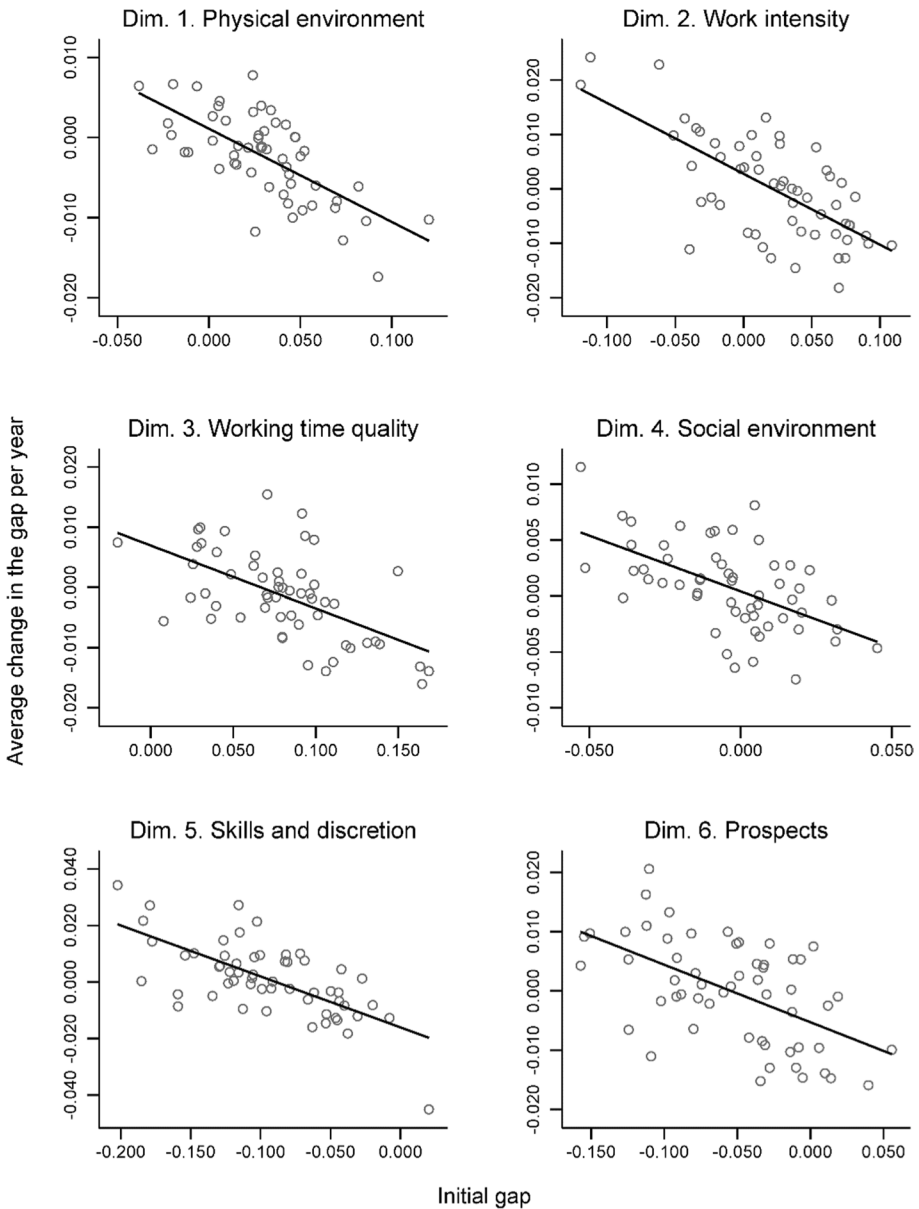 Dim. 1. Physical environment
0.010
0.000
-0.010
-0.020
-0.050 0.000 0.050 0.100
Dim. 2. Work intensity
0.020
0.010
0.000
-0.010
-0.020
-0.100 -0.050 0.000 0.050 0.100
Average change in the gap per year
Dim. 3. Working time quality
0.020
0.010
0.000
-0.010
-0.020
0.000 0.050 0.100 0.150
Dim. 4. Social environment
0.010
0.005
0.000
-0.005
-0.010
-0.050 0.000 0.050
Dim. 5. Skills and discretion
0.040
0.020
0.000
-0.020
-0.040
-0.200 -0.150 -0.100 -0.050 0.000
Dim. 6. Prospects
0.020
0.010
0.000
-0.010
-0.020
-0.150 -0.100 -0.050 0.000 0.050
Initial gap